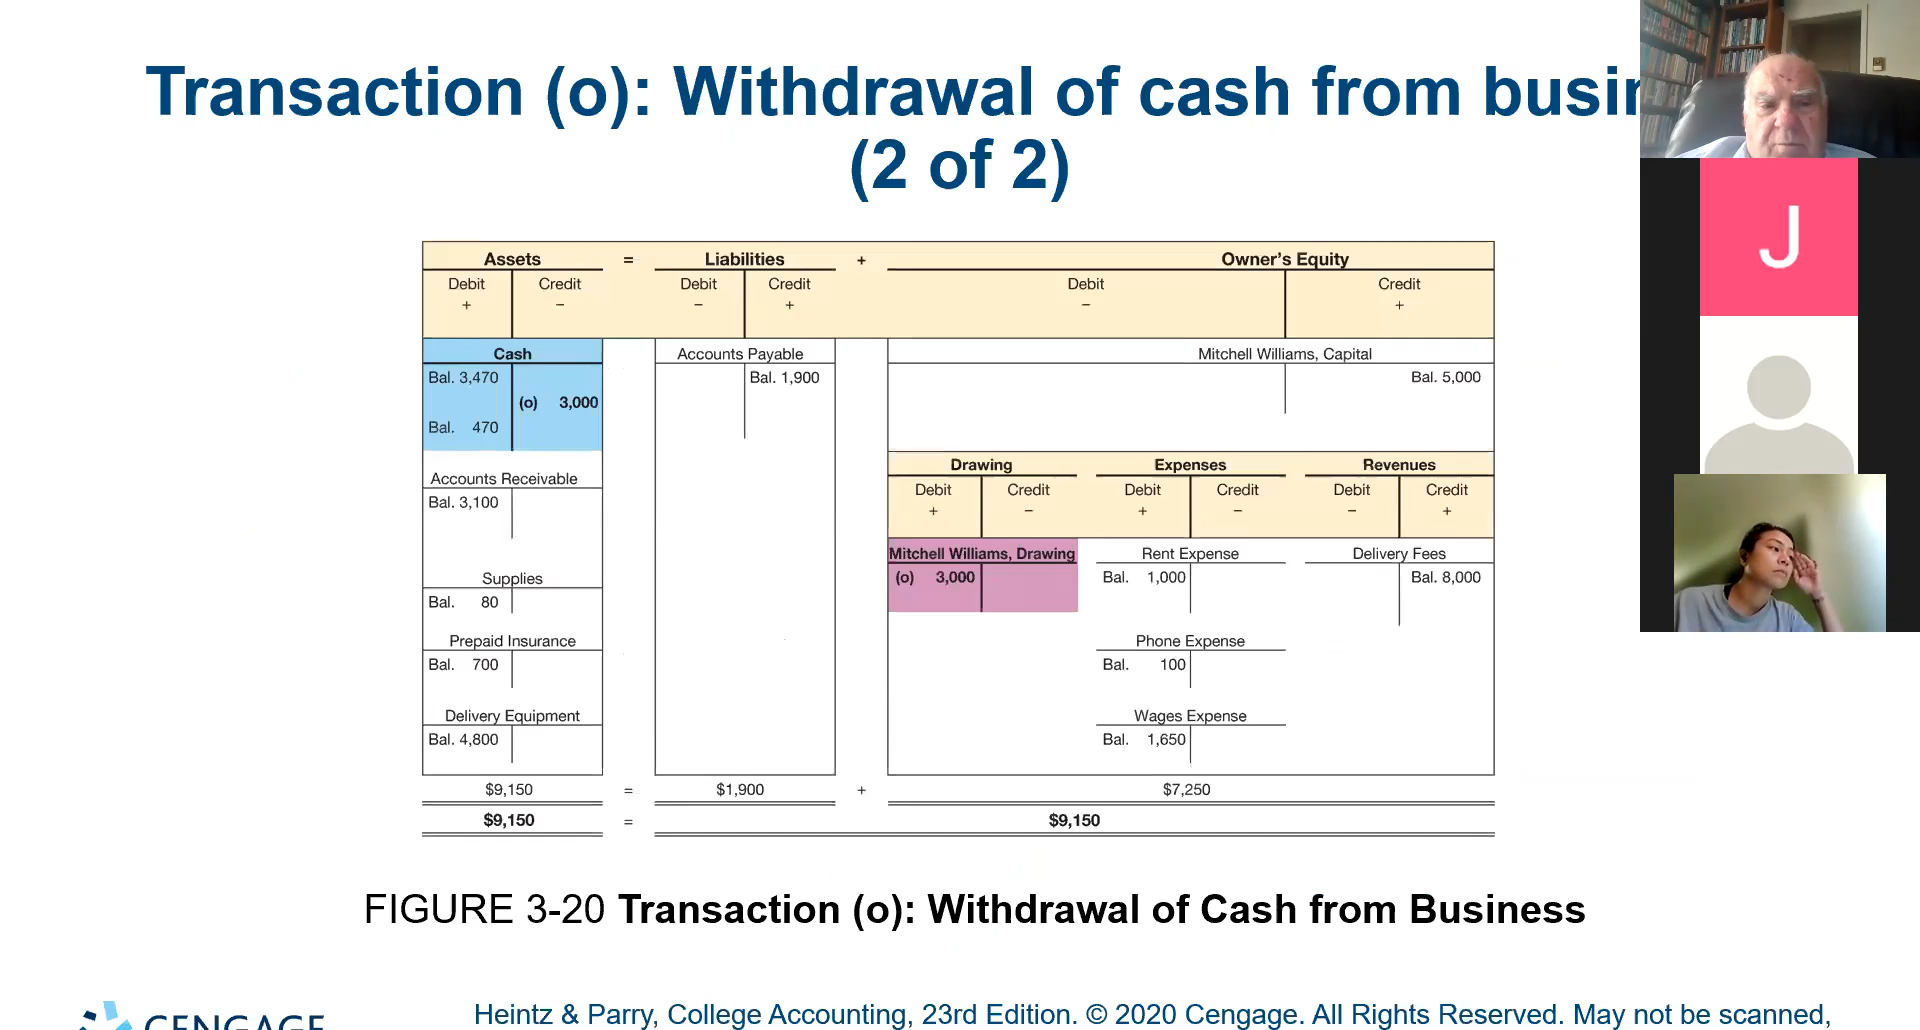 Transaction (o): Withdrawal of cash from busin
(2 of 2)
J
Assets = Liabilities + Owner's Equity
Debit Credit Debit Credit Debit Credit
+ − − + − +
Cash Accounts Payable Mitchell Williams, Capital
Bal. 3,470 Bal. 1,900 Bal. 5,000
(o) 3,000
Bal. 470
Drawing Expenses Revenues
Accounts Receivable
Debit Credit Debit Credit Debit Credit
Bal. 3,100
+ − + − − +
Mitchell Williams, Drawing Rent Expense Delivery Fees
Supplies
(o) 3,000 Bal. 1,000 Bal. 8,000
Bal. 80
Prepaid Insurance Phone Expense
Bal. 700 Bal. 100
Delivery Equipment Wages Expense
Bal. 4,800 Bal. 1,650
$9,150 = $1,900 + $7,250
$9,150 = $9,150
FIGURE 3-20 Transaction (o): Withdrawal of Cash from Business
CENGAGE
Heintz & Parry, College Accounting, 23rd Edition. © 2020 Cengage. All Rights Reserved. May not be scanned,